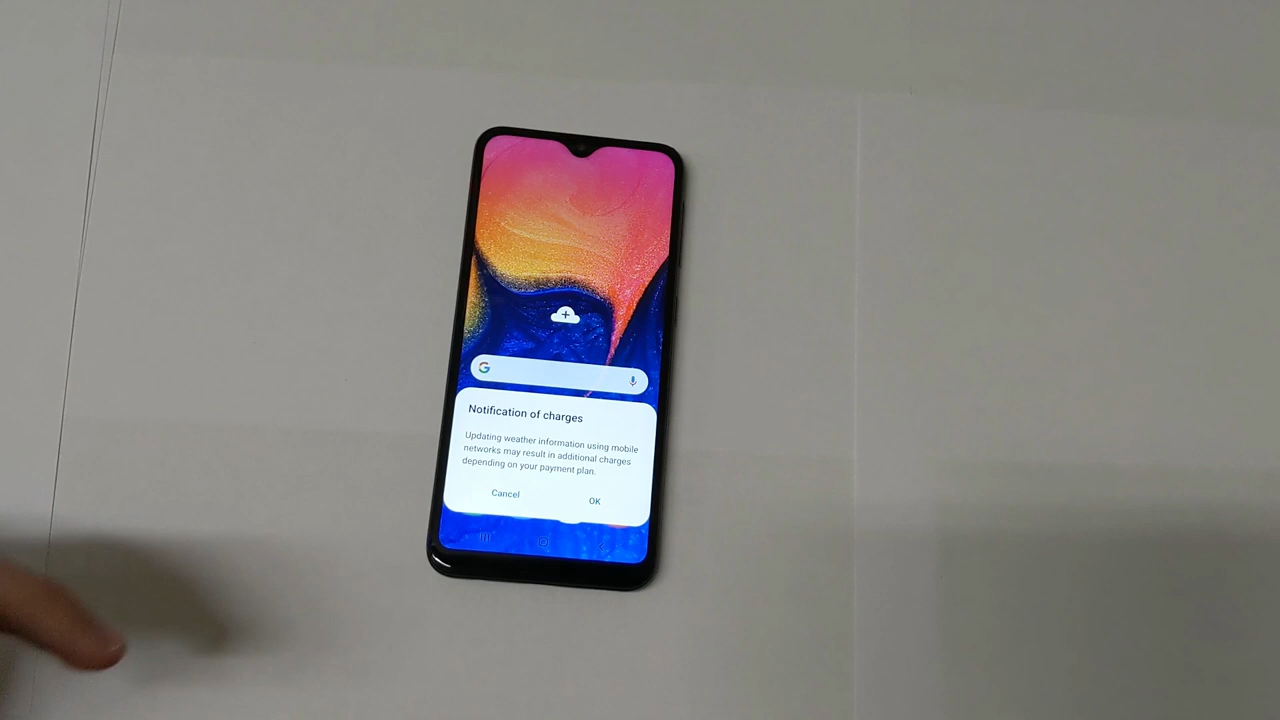 G
Notification of charges
Updating weather information using mobile
networks may result in additional charges
depending on your payment plan.
Cancel OK